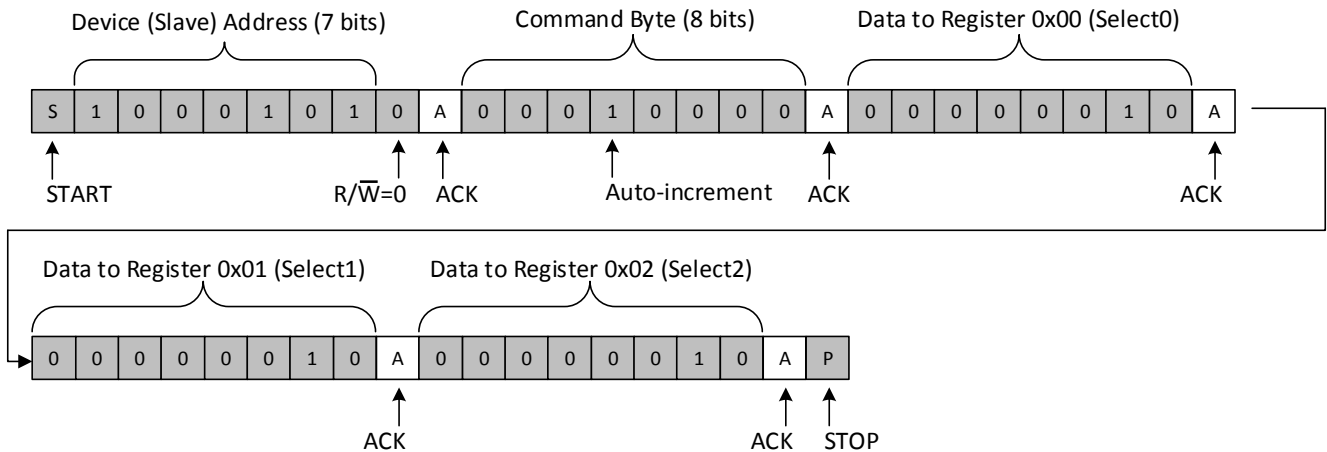 Device (Slave) Address (7 bits) Command Byte (8 bits) Data to Register 0x00 (Select0)
S 1 0 0 0 1 0 1 0 A 0 0 0 1 0 0 0 0 A 0 0 0 0 0 0 1 0 A
START R/W̅=0 ACK Auto-increment ACK ACK
Data to Register 0x01 (Select1) Data to Register 0x02 (Select2)
0 0 0 0 0 0 1 0 A 0 0 0 0 0 0 1 0 A P
ACK ACK STOP